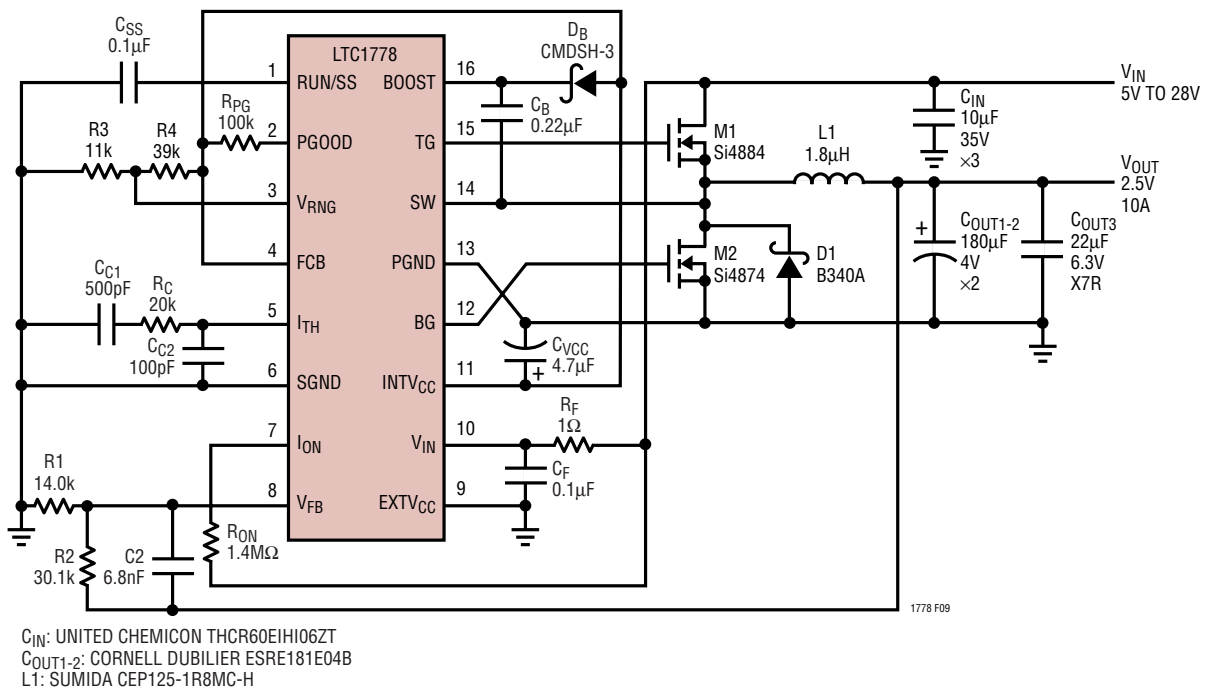 LTC1778
CSS
0.1µF
1
RUN/SS
RPG
100k
2
PGOOD
R3
11k
R4
39k
3
VRNG
4
FCB
CC1
500pF
RC
20k
5
ITH
CC2
100pF
6
SGND
7
ION
R1
14.0k
8
VFB
R2
30.1k
C2
6.8nF
RON
1.4MΩ
BOOST
16
DB
CMDSH-3
CB
0.22µF
TG
15
SW
14
PGND
13
BG
12
CVCC
4.7µF
+
INTVCC
11
VIN
10
RF
1Ω
CF
0.1µF
EXTVCC
9
M1
Si4884
M2
Si4874
D1
B340A
L1
1.8µH
CIN
10µF
35V
×3
VIN
5V TO 28V
VOUT
2.5V
10A
+
COUT1-2
180µF
4V
×2
COUT3
22µF
6.3V
X7R
1778 F09
CIN: UNITED CHEMICON THCR60EIHI06ZT
COUT1-2: CORNELL DUBILIER ESRE181E04B
L1: SUMIDA CEP125-1R8MC-H